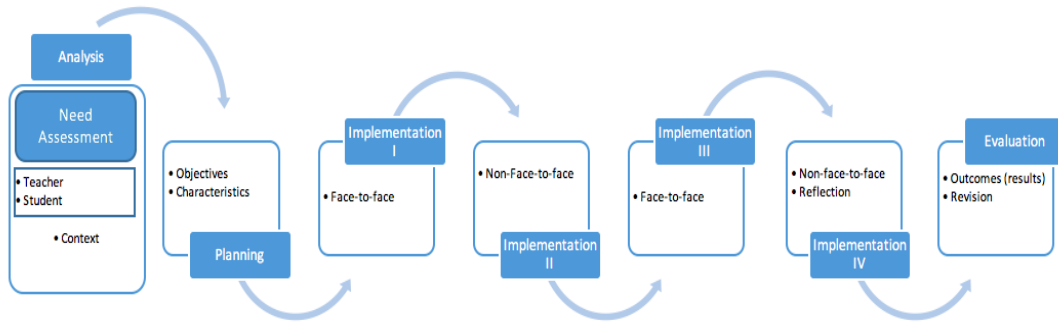 Analysis
Need
Assessment
• Teacher
• Student
• Context
• Objectives
• Characteristics
Planning
Implementation
I
• Face-to-face
• Non-Face-to-face
Implementation
II
Implementation
III
• Face-to-face
• Non-face-to-face
• Reflection
Implementation
IV
Evaluation
• Outcomes (results)
• Revision